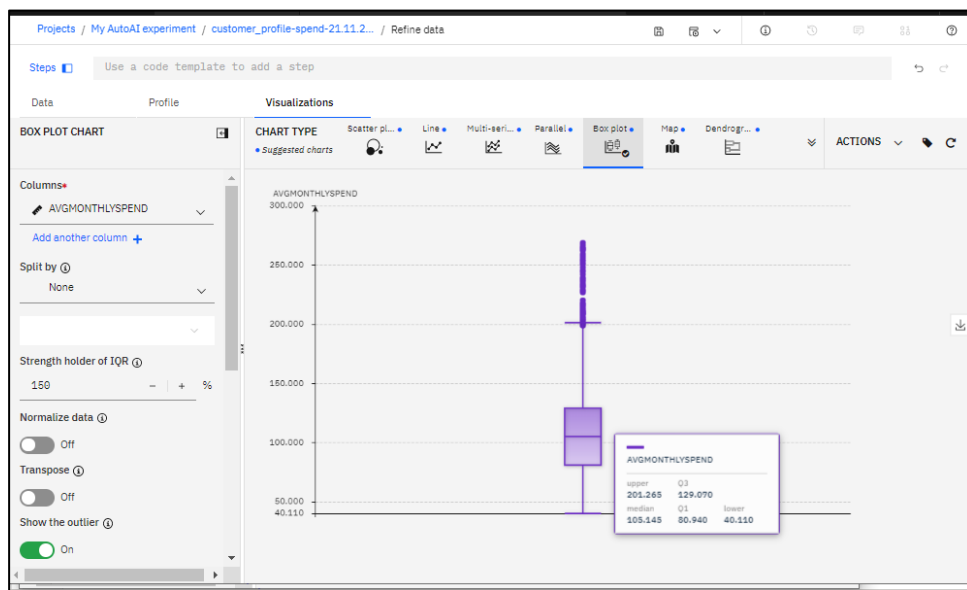 Projects / My AutoAI experiment / customer_profile-spend-21.11.2... / Refine data
Steps Use a code template to add a step
Data Profile Visualizations
BOX PLOT CHART
Columns*
AVGMONTHLYSPEND
Add another column +
Split by
None
Strength holder of IQR
150 − + %
Normalize data
Off
Transpose
Off
Show the outlier
On
CHART TYPE
Suggested charts
Scatter pl... Line Multi-seri... Parallel Box plot Map Dendrogr...
ACTIONS
AVGMONTHLYSPEND
300.000
250.000
200.000
150.000
100.000
50.000
40.110
AVGMONTHLYSPEND
upper Q3
201.265 129.070
median Q1 lower
105.145 80.940 40.110